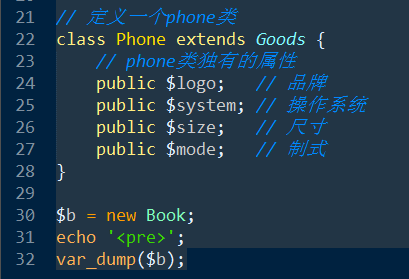 21 // 定义一个phone类
22 class Phone extends Goods {
23     // phone类独有的属性
24     public $logo;   // 品牌
25     public $system; // 操作系统
26     public $size;   // 尺寸
27     public $mode;   // 制式
28 }
29
30 $b = new Book;
31 echo '<pre>';
32 var_dump($b);